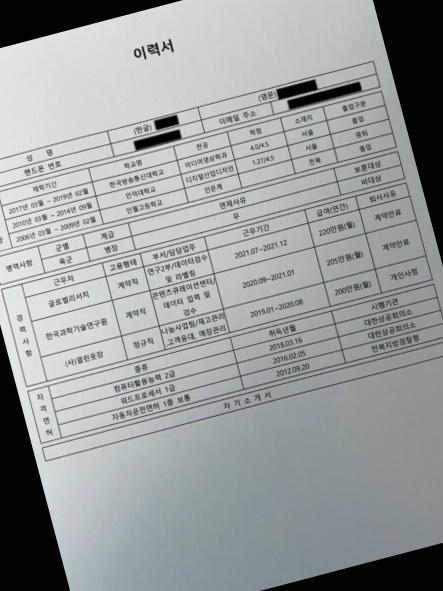 이력서
성 명 (한글) (영문)
핸드폰 번호 이메일 주소
재학기간 학교명 전공 학점 소재지 졸업구분
2017년 03월 ~ 2019년 02월 한국방송통신대학교 미디어영상학과 4.0/4.5 서울 졸업
2010년 03월 ~ 2014년 09월 인덕대학교 디지털산업디자인 1.27/4.5 서울 중퇴
2006년 03월 ~ 2009년 02월 인월고등학교 인문계 전북 졸업
병역사항 군별 계급 면제사유 보훈대상
육군 병장 무 비대상
경력사항 근무처 고용형태 부서/담당업무 근무기간 급여(연간) 퇴사사유
글로벌리서치 계약직 연구2부/데이터검수 및 라벨링 2021.07~2021.12 220만원(월) 계약만료
한국과학기술연구원 계약직 콘텐츠큐레이션센터/데이터 입력 및 검수 2020.09~2021.01 205만원(월) 계약만료
(사)열린옷장 정규직 나눔사업팀/재고관리 고객응대, 매장관리 2019.01~2020.08 200만원(월) 개인사정
자격면허 종류 취득년월 시행기관
컴퓨터활용능력 2급 2018.03.16 대한상공회의소
워드프로세서 1급 2016.02.05 대한상공회의소
자동차운전면허 1종 보통 2012.09.20 전북지방경찰청
자 기 소 개 서